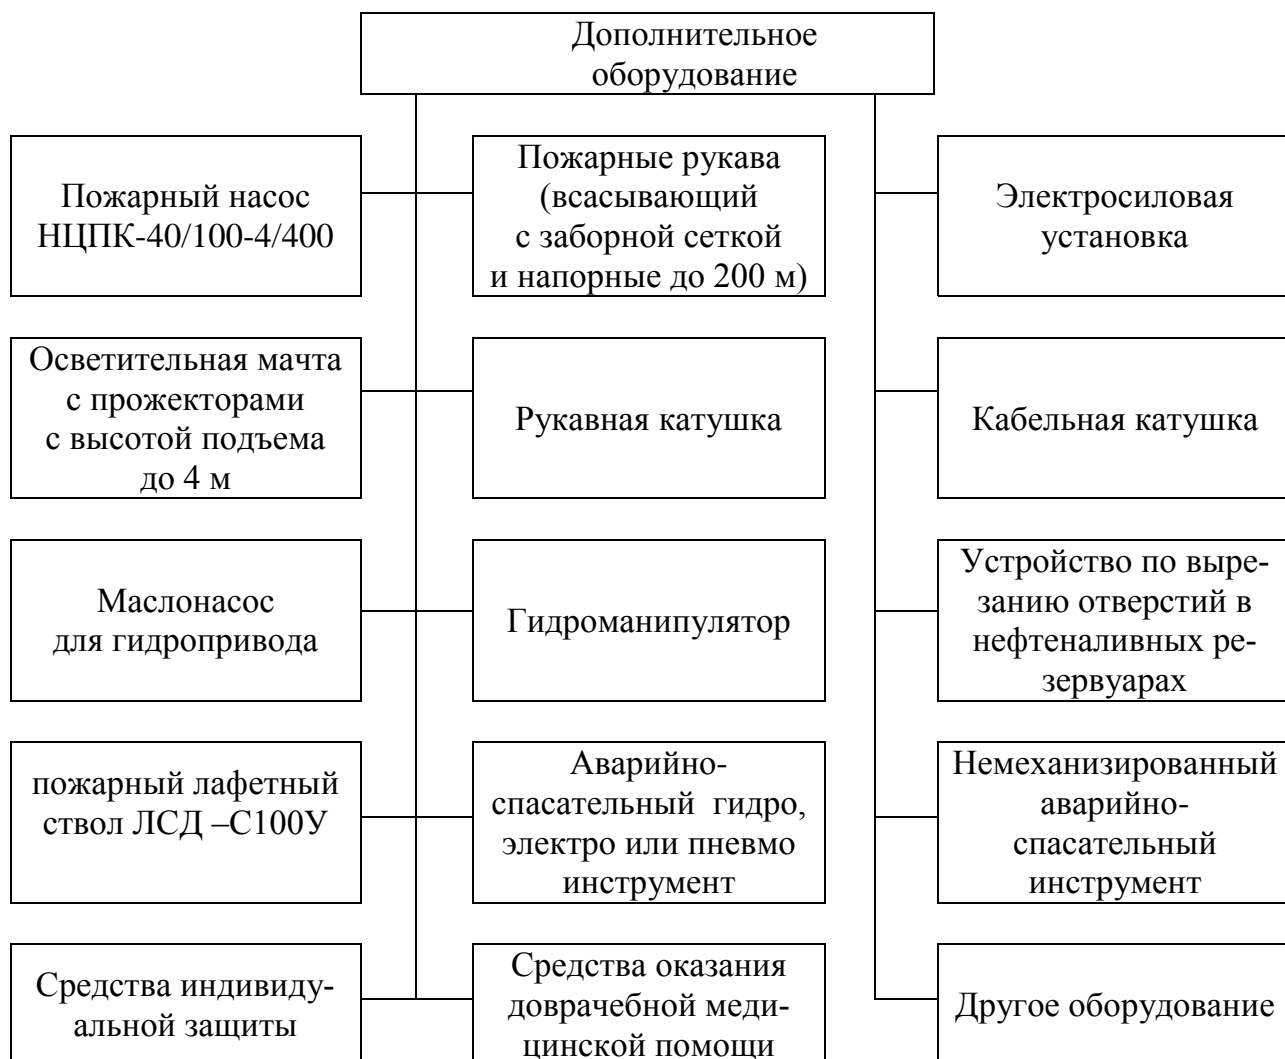 Дополнительное
оборудование
Пожарный насос
НЦПК-40/100-4/400
Пожарные рукава
(всасывающий
с заборной сеткой
и напорные до 200 м)
Электросиловая
установка
Осветительная мачта
с прожекторами
с высотой подъема
до 4 м
Рукавная катушка
Кабельная катушка
Маслонасос
для гидропривода
Гидроманипулятор
Устройство по выре-
занию отверстий в
нефтеналивных ре-
зервуарах
пожарный лафетный
ствол ЛСД –С100У
Аварийно-
спасательный гидро,
электро или пневмо
инструмент
Немеханизированный
аварийно-
спасательный
инструмент
Средства индивиду-
альной защиты
Средства оказания
доврачебной меди-
цинской помощи
Другое оборудование